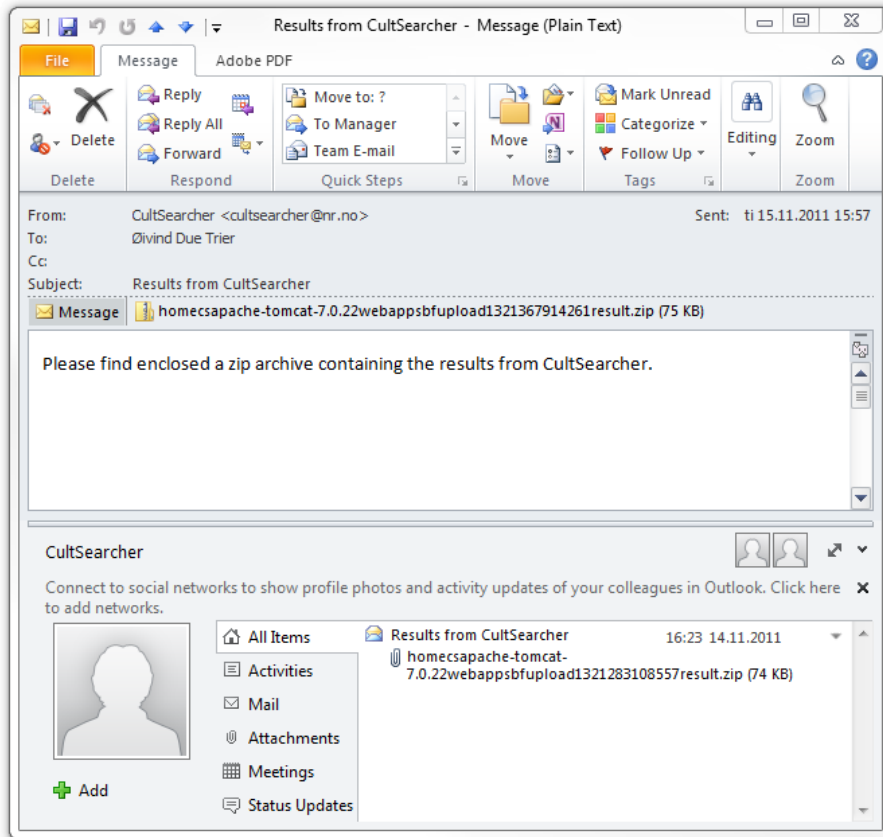 Results from CultSearcher - Message (Plain Text)
File Message Adobe PDF
Delete
Reply
Reply All
Forward
Move to: ?
To Manager
Team E-mail
Move
Mark Unread
Categorize
Follow Up
Editing
Zoom
Delete Respond Quick Steps Move Tags Zoom
From: CultSearcher <cultsearcher@nr.no> Sent: ti 15.11.2011 15:57
To: Øivind Due Trier
Cc:
Subject: Results from CultSearcher
Message homecsapache-tomcat-7.0.22webappsbfupload1321367914261result.zip (75 KB)
Please find enclosed a zip archive containing the results from CultSearcher.
CultSearcher
Connect to social networks to show profile photos and activity updates of your colleagues in Outlook. Click here
to add networks.
All Items
Activities
Mail
Attachments
Meetings
Status Updates
Add
Results from CultSearcher 16:23 14.11.2011
homecsapache-tomcat-
7.0.22webappsbfupload1321283108557result.zip (74 KB)